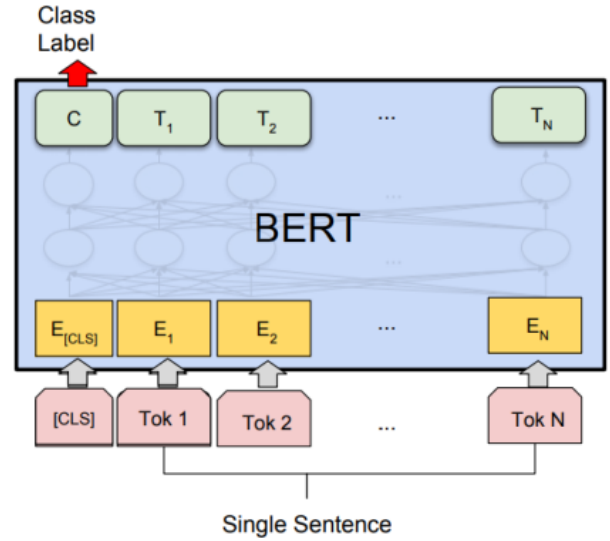 Class
Label
C T1 T2 ... TN
...
BERT
...
E[CLS] E1 E2 ... EN
[CLS] Tok 1 Tok 2 ... Tok N
Single Sentence